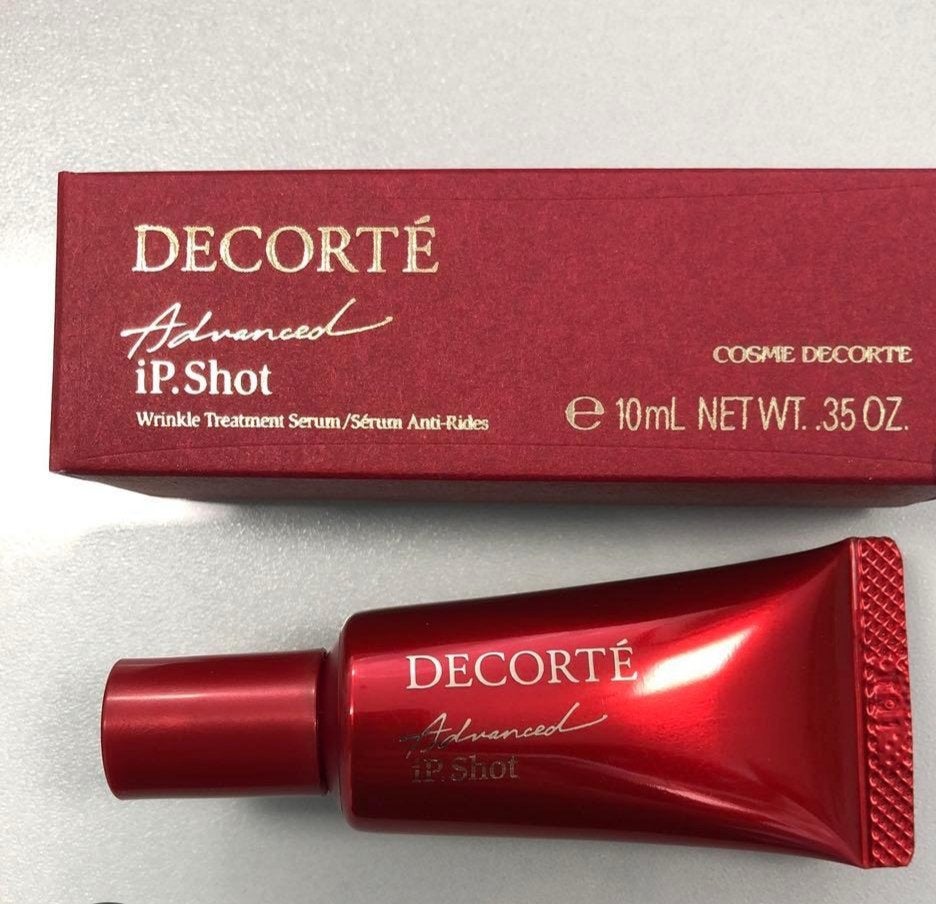 DECORTÉ
Advanced
iP.Shot
Wrinkle Treatment Serum/Sérum Anti-Rides
COSME DECORTE
℮ 10mL NET WT. .35 OZ.
DECORTÉ
Advanced
iP.Shot